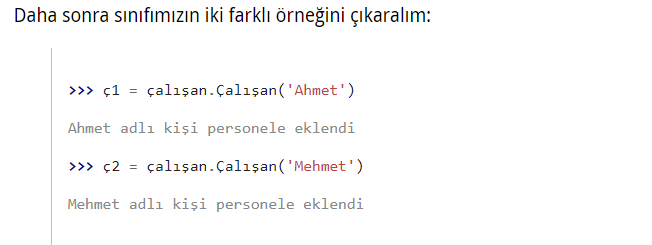 Daha sonra sınıfımızın iki farklı örneğini çıkaralım:
>>> ç1 = çalışan.Çalışan('Ahmet')
Ahmet adlı kişi personele eklendi
>>> ç2 = çalışan.Çalışan('Mehmet')
Mehmet adlı kişi personele eklendi